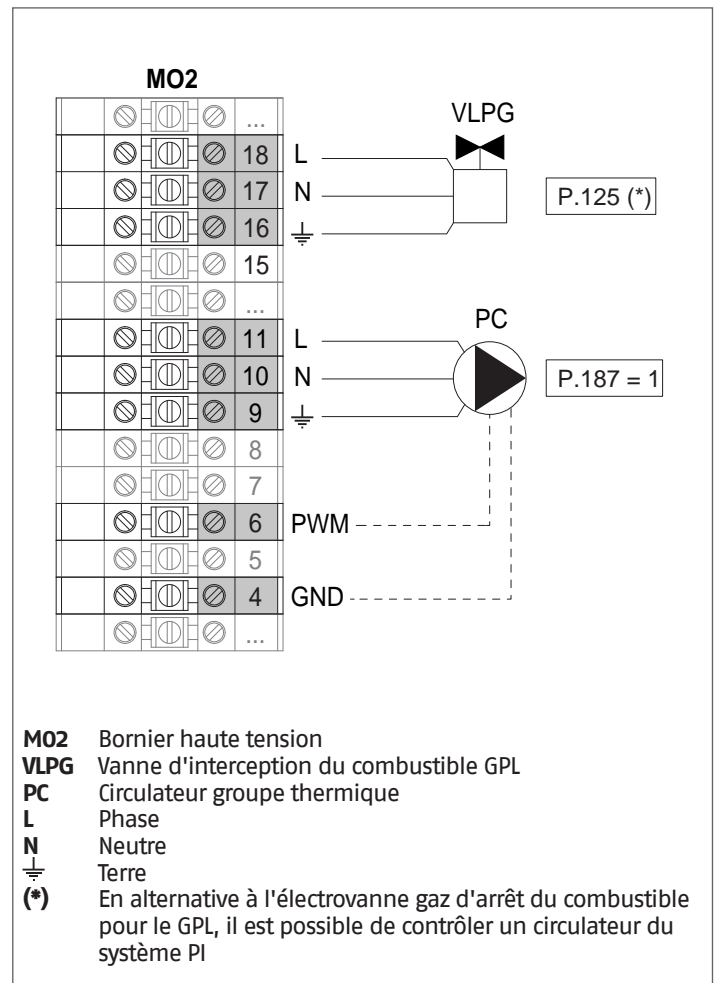 MO2
VLPG
...
18 L
17 N
P.125 (*)
16
15
...
PC
11 L
10 N
P.187 = 1
9
8
7
6 PWM
5
4 GND
...
MO2 Bornier haute tension
VLPG Vanne d'interception du combustible GPL
PC Circulateur groupe thermique
L Phase
N Neutre
⏚ Terre
(*) En alternative à l'électrovanne gaz d'arrêt du combustible
pour le GPL, il est possible de contrôler un circulateur du
système PI